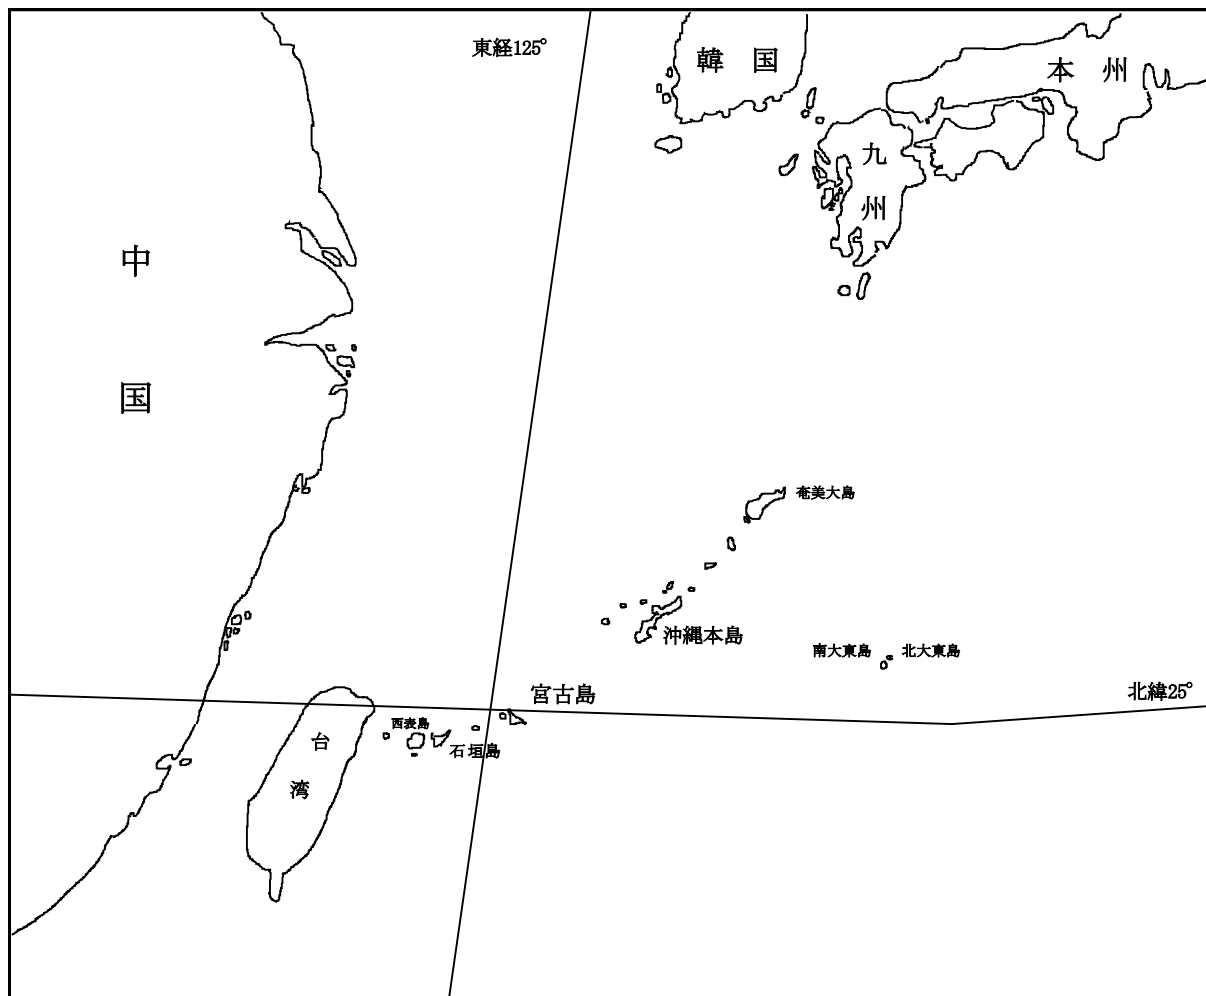 東経125°
韓国
本州
九州
中国
奄美大島
沖縄本島
南大東島
北大東島
宮古島
北緯25°
西表島
石垣島
台湾